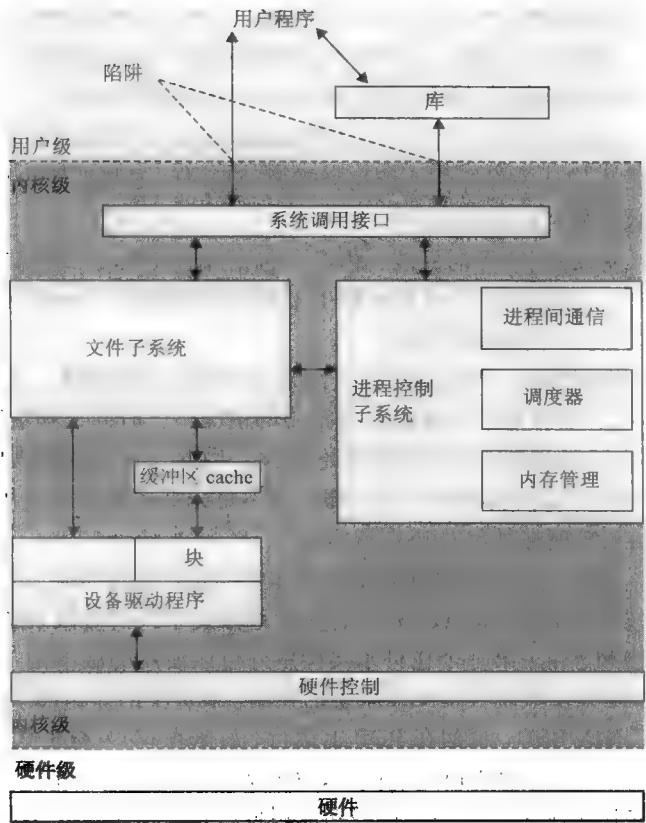 用户程序
陷阱
库
用户级
内核级
系统调用接口
文件子系统
进程间通信
进程控制
子系统
调度器
内存管理
缓冲区 cache
块
设备驱动程序
硬件控制
内核级
硬件级
硬件